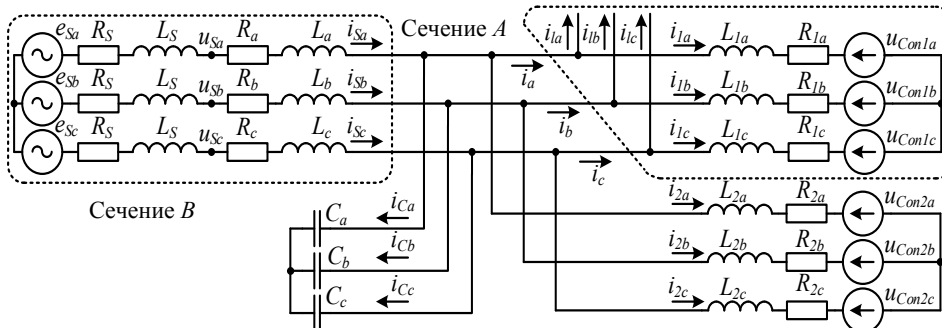 e_Sa R_S L_S u_Sa R_a L_a i_Sa Сечение A i_la i_lb i_lc i_1a L_1a R_1a u_Con1a
i_a
e_Sb R_S L_S u_Sb R_b L_b i_Sb i_b i_1b L_1b R_1b u_Con1b
e_Sc R_S L_S u_Sc R_c L_c i_Sc i_c i_1c L_1c R_1c u_Con1c
Сечение B
C_a i_Ca i_2a L_2a R_2a u_Con2a
C_b i_Cb i_2b L_2b R_2b u_Con2b
C_c i_Cc i_2c L_2c R_2c u_Con2c